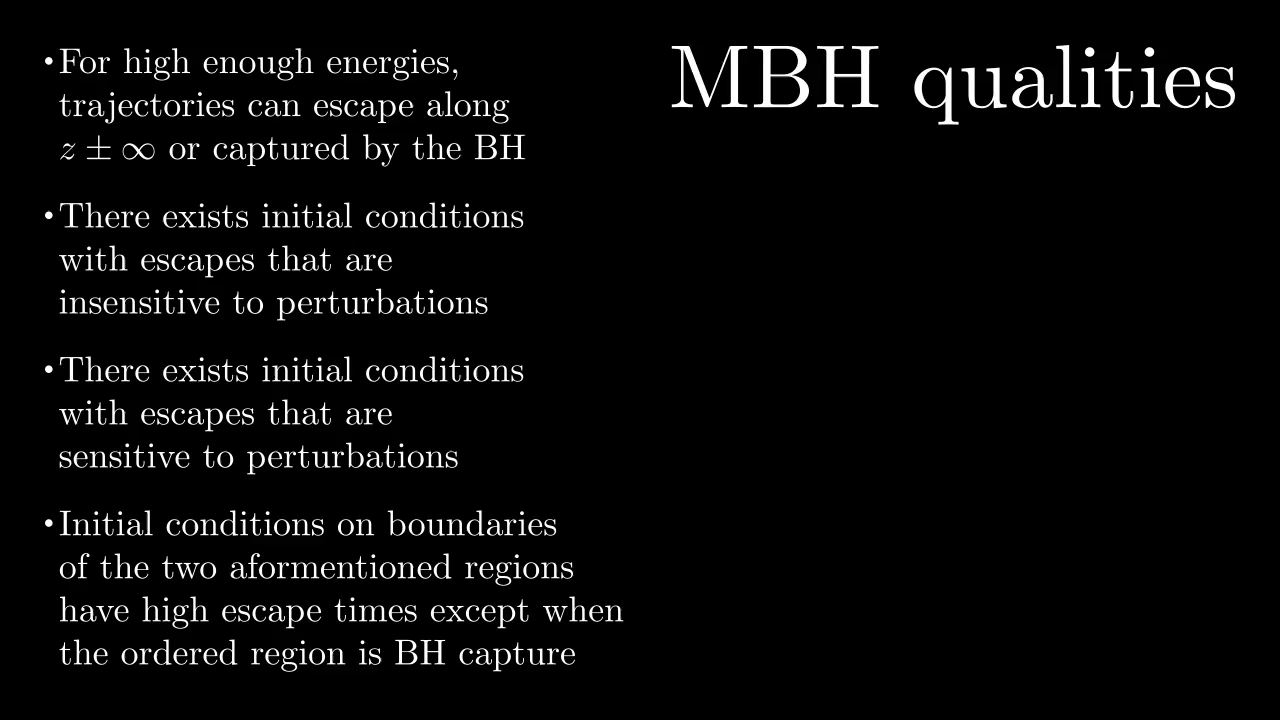 MBH qualities
•For high enough energies,
trajectories can escape along
z ± ∞ or captured by the BH
•There exists initial conditions
with escapes that are
insensitive to perturbations
•There exists initial conditions
with escapes that are
sensitive to perturbations
•Initial conditions on boundaries
of the two aformentioned regions
have high escape times except when
the ordered region is BH capture